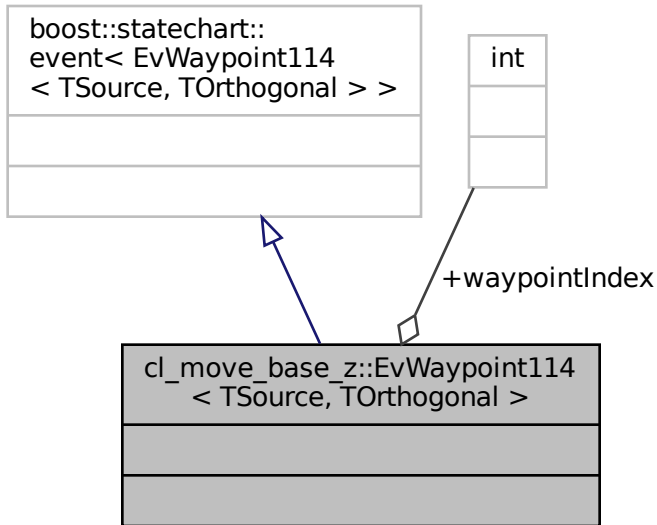 boost::statechart::
event< EvWaypoint114
< TSource, TOrthogonal > >
int
+waypointIndex
cl_move_base_z::EvWaypoint114
< TSource, TOrthogonal >